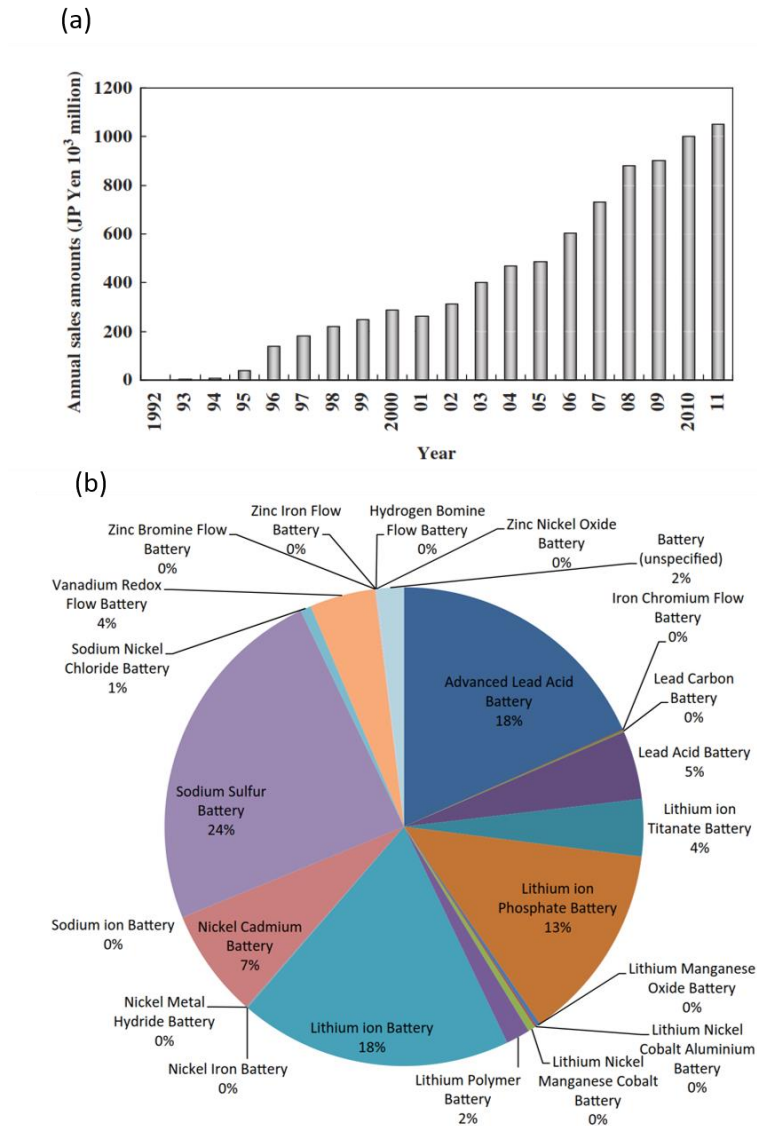 (a)
Annual sales amounts (JP Yen 10³ million)
1200
1000
800
600
400
200
0
1992
93
94
95
96
97
98
99
2000
01
02
03
04
05
06
07
08
09
2010
11
Year
(b)
Zinc Bromine Flow
Battery
0%
Zinc Iron Flow
Battery
0%
Hydrogen Bomine
Flow Battery
0%
Zinc Nickel Oxide
Battery
0%
Battery
(unspecified)
2%
Vanadium Redox
Flow Battery
4%
Iron Chromium Flow
Battery
0%
Sodium Nickel
Chloride Battery
1%
Advanced Lead Acid
Battery
18%
Lead Carbon
Battery
0%
Lead Acid Battery
5%
Sodium Sulfur
Battery
24%
Lithium ion
Titanate Battery
4%
Lithium ion
Phosphate Battery
13%
Sodium ion Battery
0%
Nickel Cadmium
Battery
7%
Lithium Manganese
Oxide Battery
0%
Nickel Metal
Hydride Battery
0%
Lithium ion Battery
18%
Lithium Nickel
Cobalt Aluminium
Battery
0%
Nickel Iron Battery
0%
Lithium Polymer
Battery
2%
Lithium Nickel
Manganese Cobalt
Battery
0%